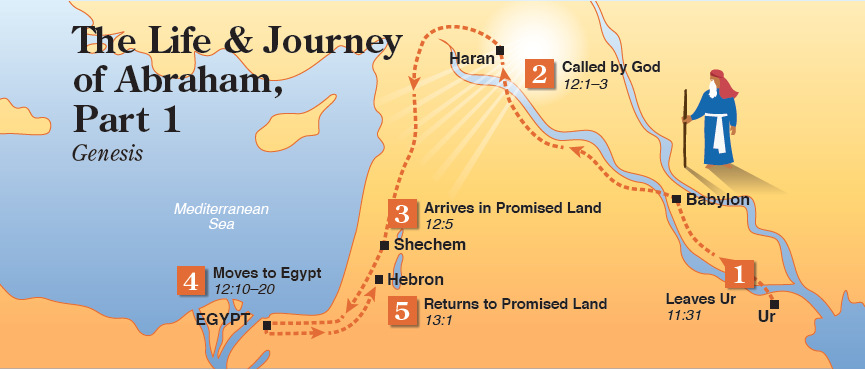 The Life & Journey
of Abraham,
Part 1
Genesis
Haran
2
Called by God
12:1–3
Mediterranean
Sea
Babylon
3
Arrives in Promised Land
12:5
Shechem
4
Moves to Egypt
12:10–20
Hebron
1
Leaves Ur
11:31
Ur
5
Returns to Promised Land
13:1
EGYPT